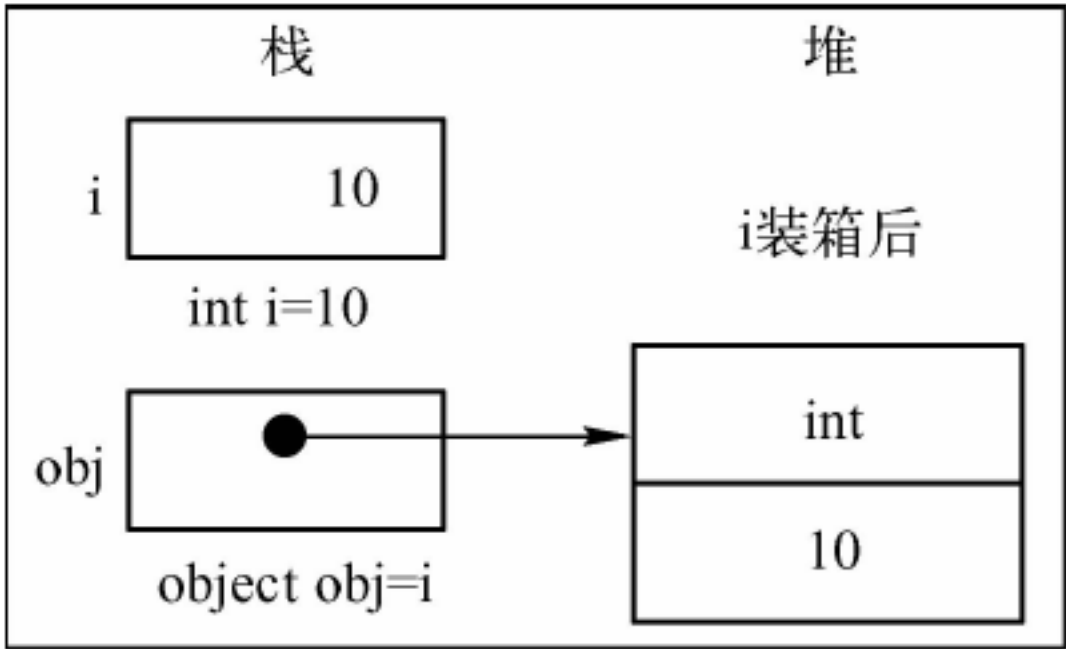 栈
堆
i
10
int i=10
i装箱后
obj
object obj=i
int
10